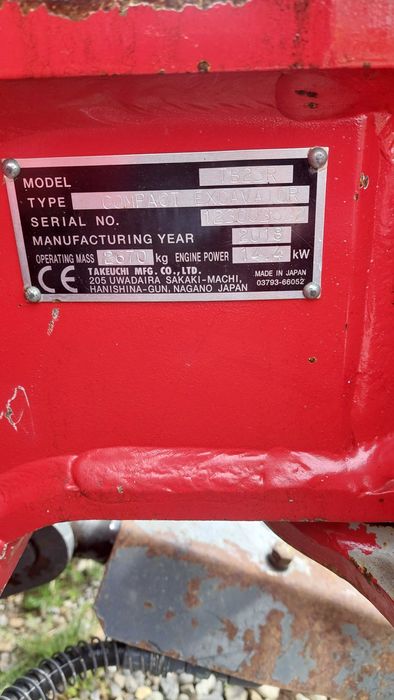 MODEL TB23R
TYPE COMPACT EXCAVATOR
SERIAL NO.
MANUFACTURING YEAR 2018
OPERATING MASS 2670 kg ENGINE POWER 14.4 kW
CE TAKEUCHI MFG. CO., LTD.
205 UWADAIRA SAKAKI-MACHI, MADE IN JAPAN
HANISHINA-GUN, NAGANO JAPAN 03793-66052